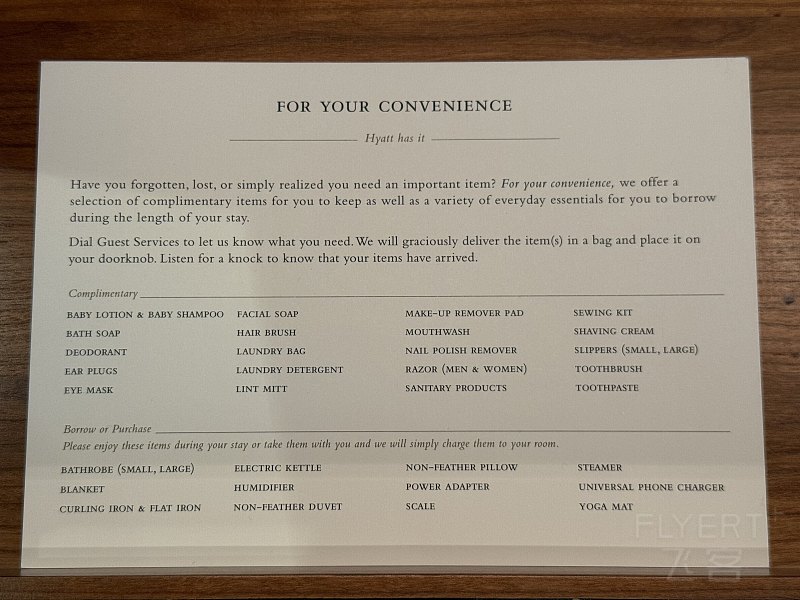 FOR YOUR CONVENIENCE
Hyatt has it
Have you forgotten, lost, or simply realized you need an important item? For your convenience, we offer a
selection of complimentary items for you to keep as well as a variety of everyday essentials for you to borrow
during the length of your stay.
Dial Guest Services to let us know what you need. We will graciously deliver the item(s) in a bag and place it on
your doorknob. Listen for a knock to know that your items have arrived.
Complimentary
BABY LOTION & BABY SHAMPOO FACIAL SOAP MAKE-UP REMOVER PAD SEWING KIT
BATH SOAP HAIR BRUSH MOUTHWASH SHAVING CREAM
DEODORANT LAUNDRY BAG NAIL POLISH REMOVER SLIPPERS (SMALL, LARGE)
EAR PLUGS LAUNDRY DETERGENT RAZOR (MEN & WOMEN) TOOTHBRUSH
EYE MASK LINT MITT SANITARY PRODUCTS TOOTHPASTE
Borrow or Purchase
Please enjoy these items during your stay or take them with you and we will simply charge them to your room.
BATHROBE (SMALL, LARGE) ELECTRIC KETTLE NON-FEATHER PILLOW STEAMER
BLANKET HUMIDIFIER POWER ADAPTER UNIVERSAL PHONE CHARGER
CURLING IRON & FLAT IRON NON-FEATHER DUVET SCALE YOGA MAT
FLYERT
飞客